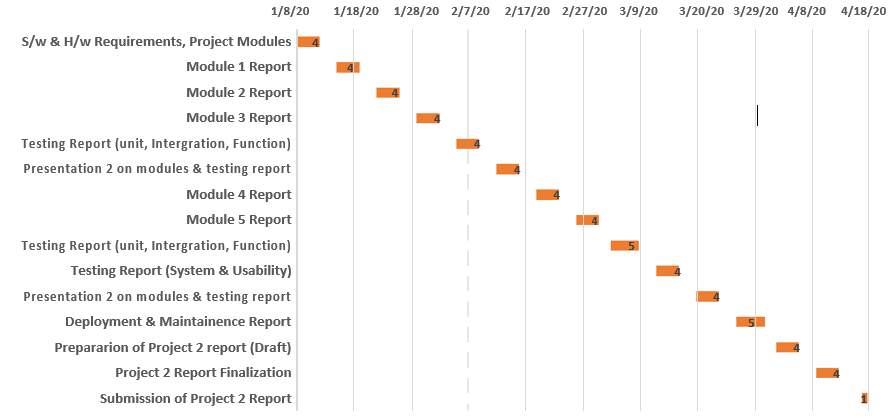 1/8/20 1/18/20 1/28/20 2/7/20 2/17/20 2/27/20 3/9/20 3/20/20 3/29/20 4/8/20 4/18/20
S/w & H/w Requirements, Project Modules 4
Module 1 Report 4
Module 2 Report 4
Module 3 Report 4
Testing Report (unit, Intergration, Function) 4
Presentation 2 on modules & testing report 4
Module 4 Report 4
Module 5 Report 4
Testing Report (unit, Intergration, Function) 5
Testing Report (System & Usability) 4
Presentation 2 on modules & testing report 4
Deployment & Maintainence Report 5
Prepararion of Project 2 report (Draft) 4
Project 2 Report Finalization 4
Submission of Project 2 Report 1